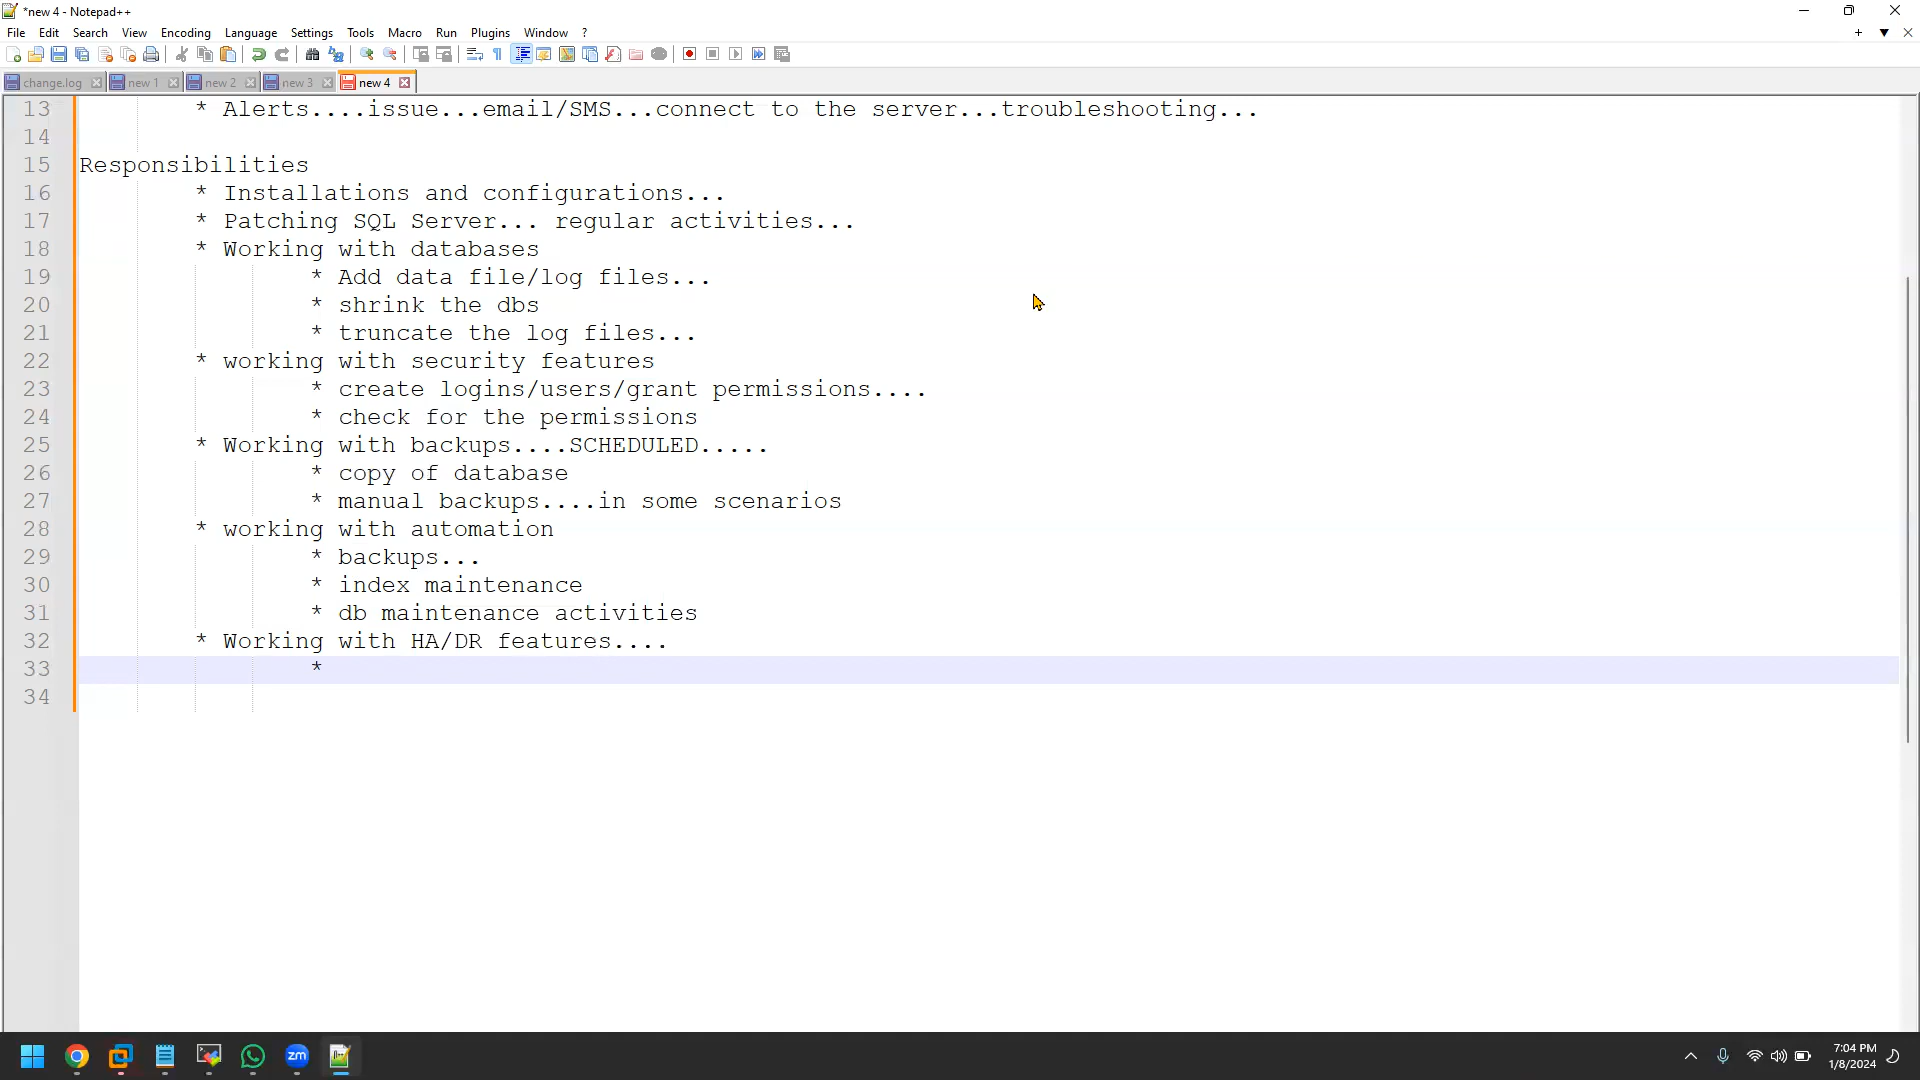 *new 4 - Notepad++
File Edit Search View Encoding Language Settings Tools Macro Run Plugins Window ?
change.log new 1 new 2 new 3 new 4
13 * Alerts....issue...email/SMS...connect to the server...troubleshooting...
14
15 Responsibilities
16 * Installations and configurations...
17 * Patching SQL Server... regular activities...
18 * Working with databases
19 * Add data file/log files...
20 * shrink the dbs
21 * truncate the log files...
22 * working with security features
23 * create logins/users/grant permissions....
24 * check for the permissions
25 * Working with backups....SCHEDULED.....
26 * copy of database
27 * manual backups....in some scenarios
28 * working with automation
29 * backups...
30 * index maintenance
31 * db maintenance activities
32 * Working with HA/DR features....
33 *
34
zm
7:04 PM
1/8/2024